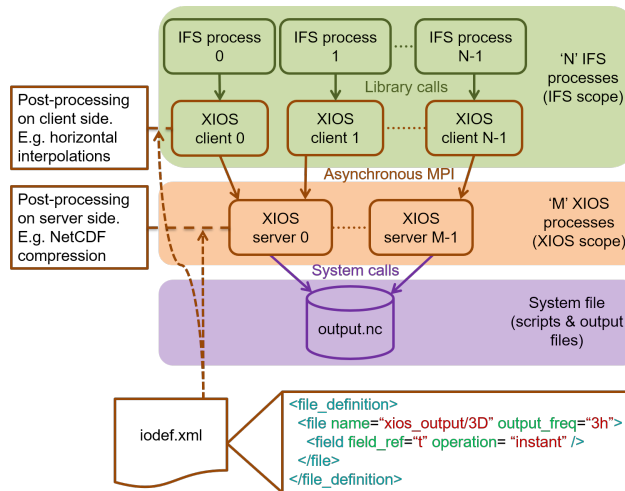 IFS process
0
IFS process
1
IFS process
N-1
'N' IFS
processes
(IFS scope)
Library calls
Post-processing
on client side.
E.g. horizontal
interpolations
XIOS
client 0
XIOS
client 1
XIOS
client N-1
Asynchronous MPI
Post-processing
on server side.
E.g. NetCDF
compression
XIOS
server 0
XIOS
server M-1
'M' XIOS
processes
(XIOS scope)
System calls
output.nc
System file
(scripts & output
files)
iodef.xml
<file_definition>
<file name=“xios_output/3D” output_freq=“3h”>
<field field_ref=“t” operation= “instant” />
</file>
</file_definition>